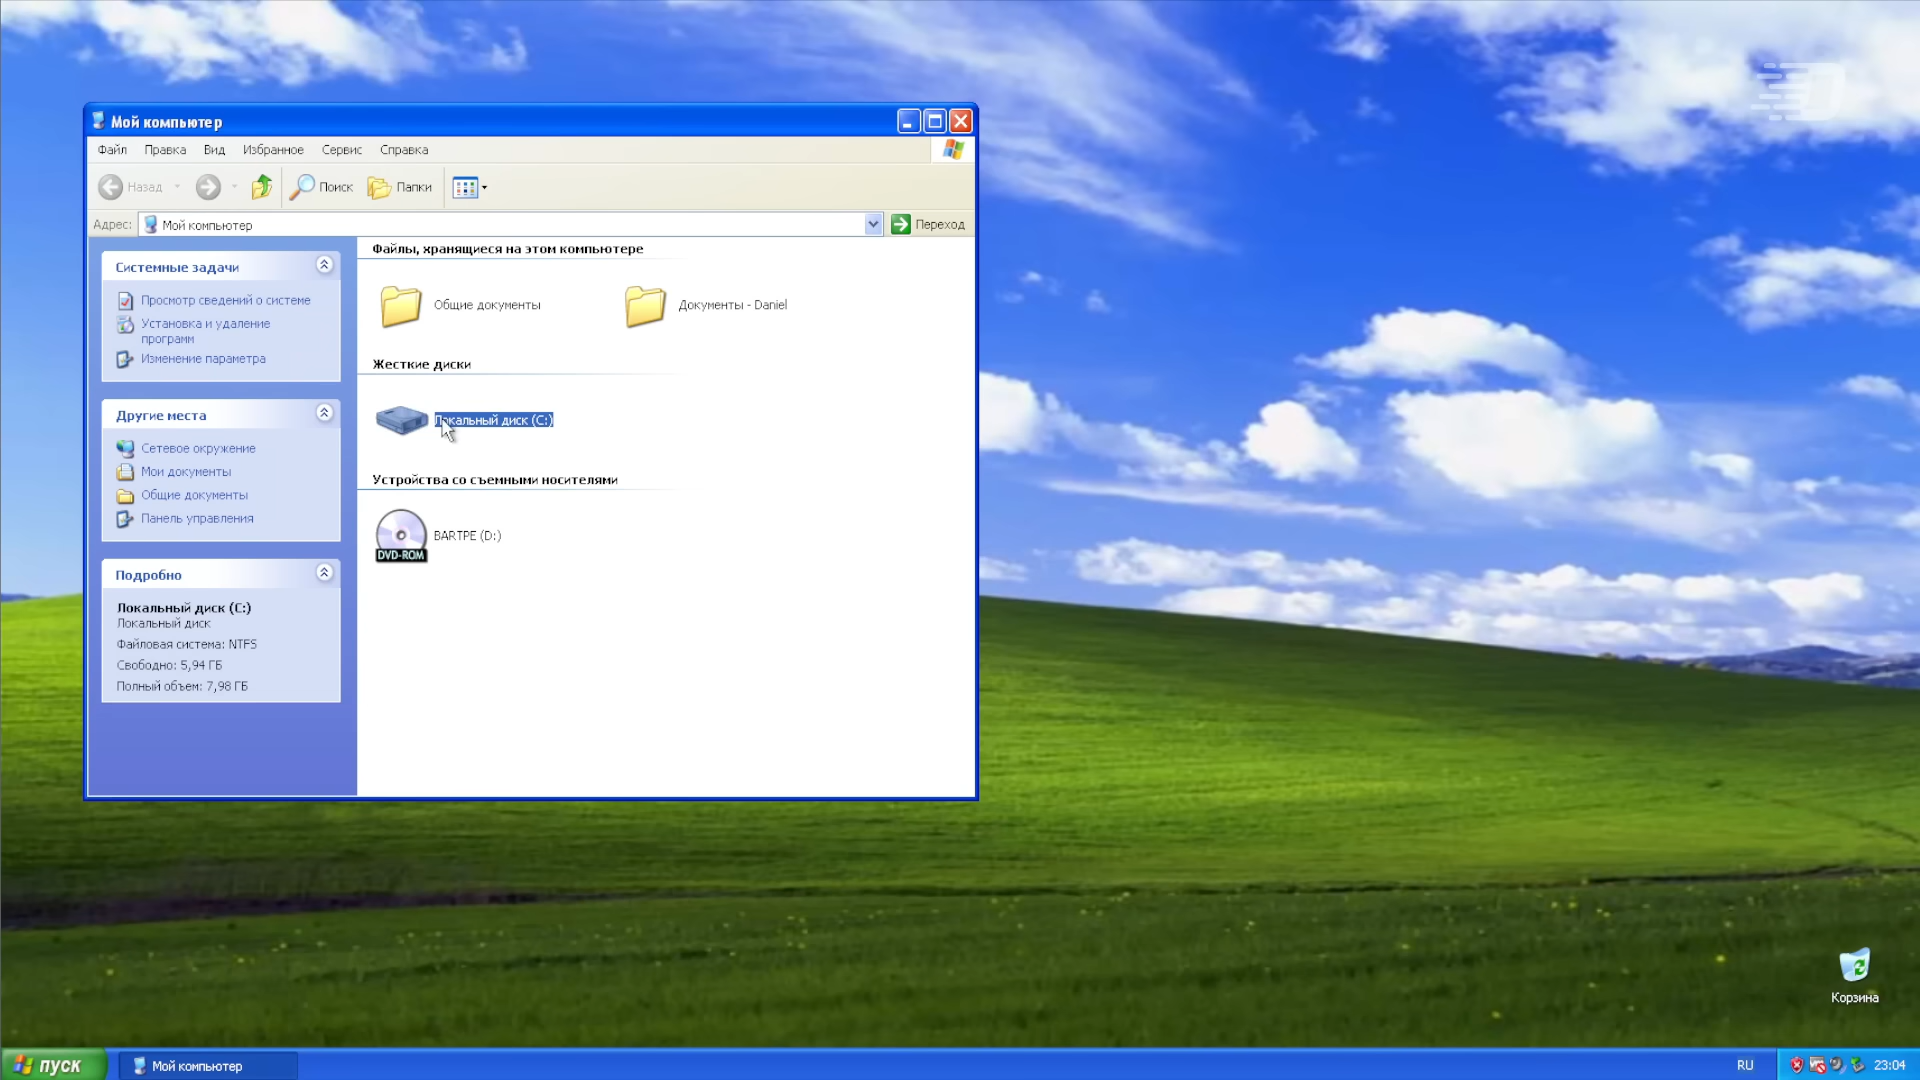 Мой компьютер
Файл Правка Вид Избранное Сервис Справка
Назад Поиск Папки
Адрес: Мой компьютер Переход
Системные задачи
Просмотр сведений о системе
Установка и удаление
программ
Изменение параметра
Другие места
Сетевое окружение
Мои документы
Общие документы
Панель управления
Подробно
Локальный диск (C:)
Локальный диск
Файловая система: NTFS
Свободно: 5,94 ГБ
Полный объем: 7,98 ГБ
Файлы, хранящиеся на этом компьютере
Общие документы
Документы - Daniel
Жесткие диски
Локальный диск (C:)
Устройства со съемными носителями
DVD-ROM
BARTPE (D:)
Корзина
пуск
Мой компьютер
RU
23:04